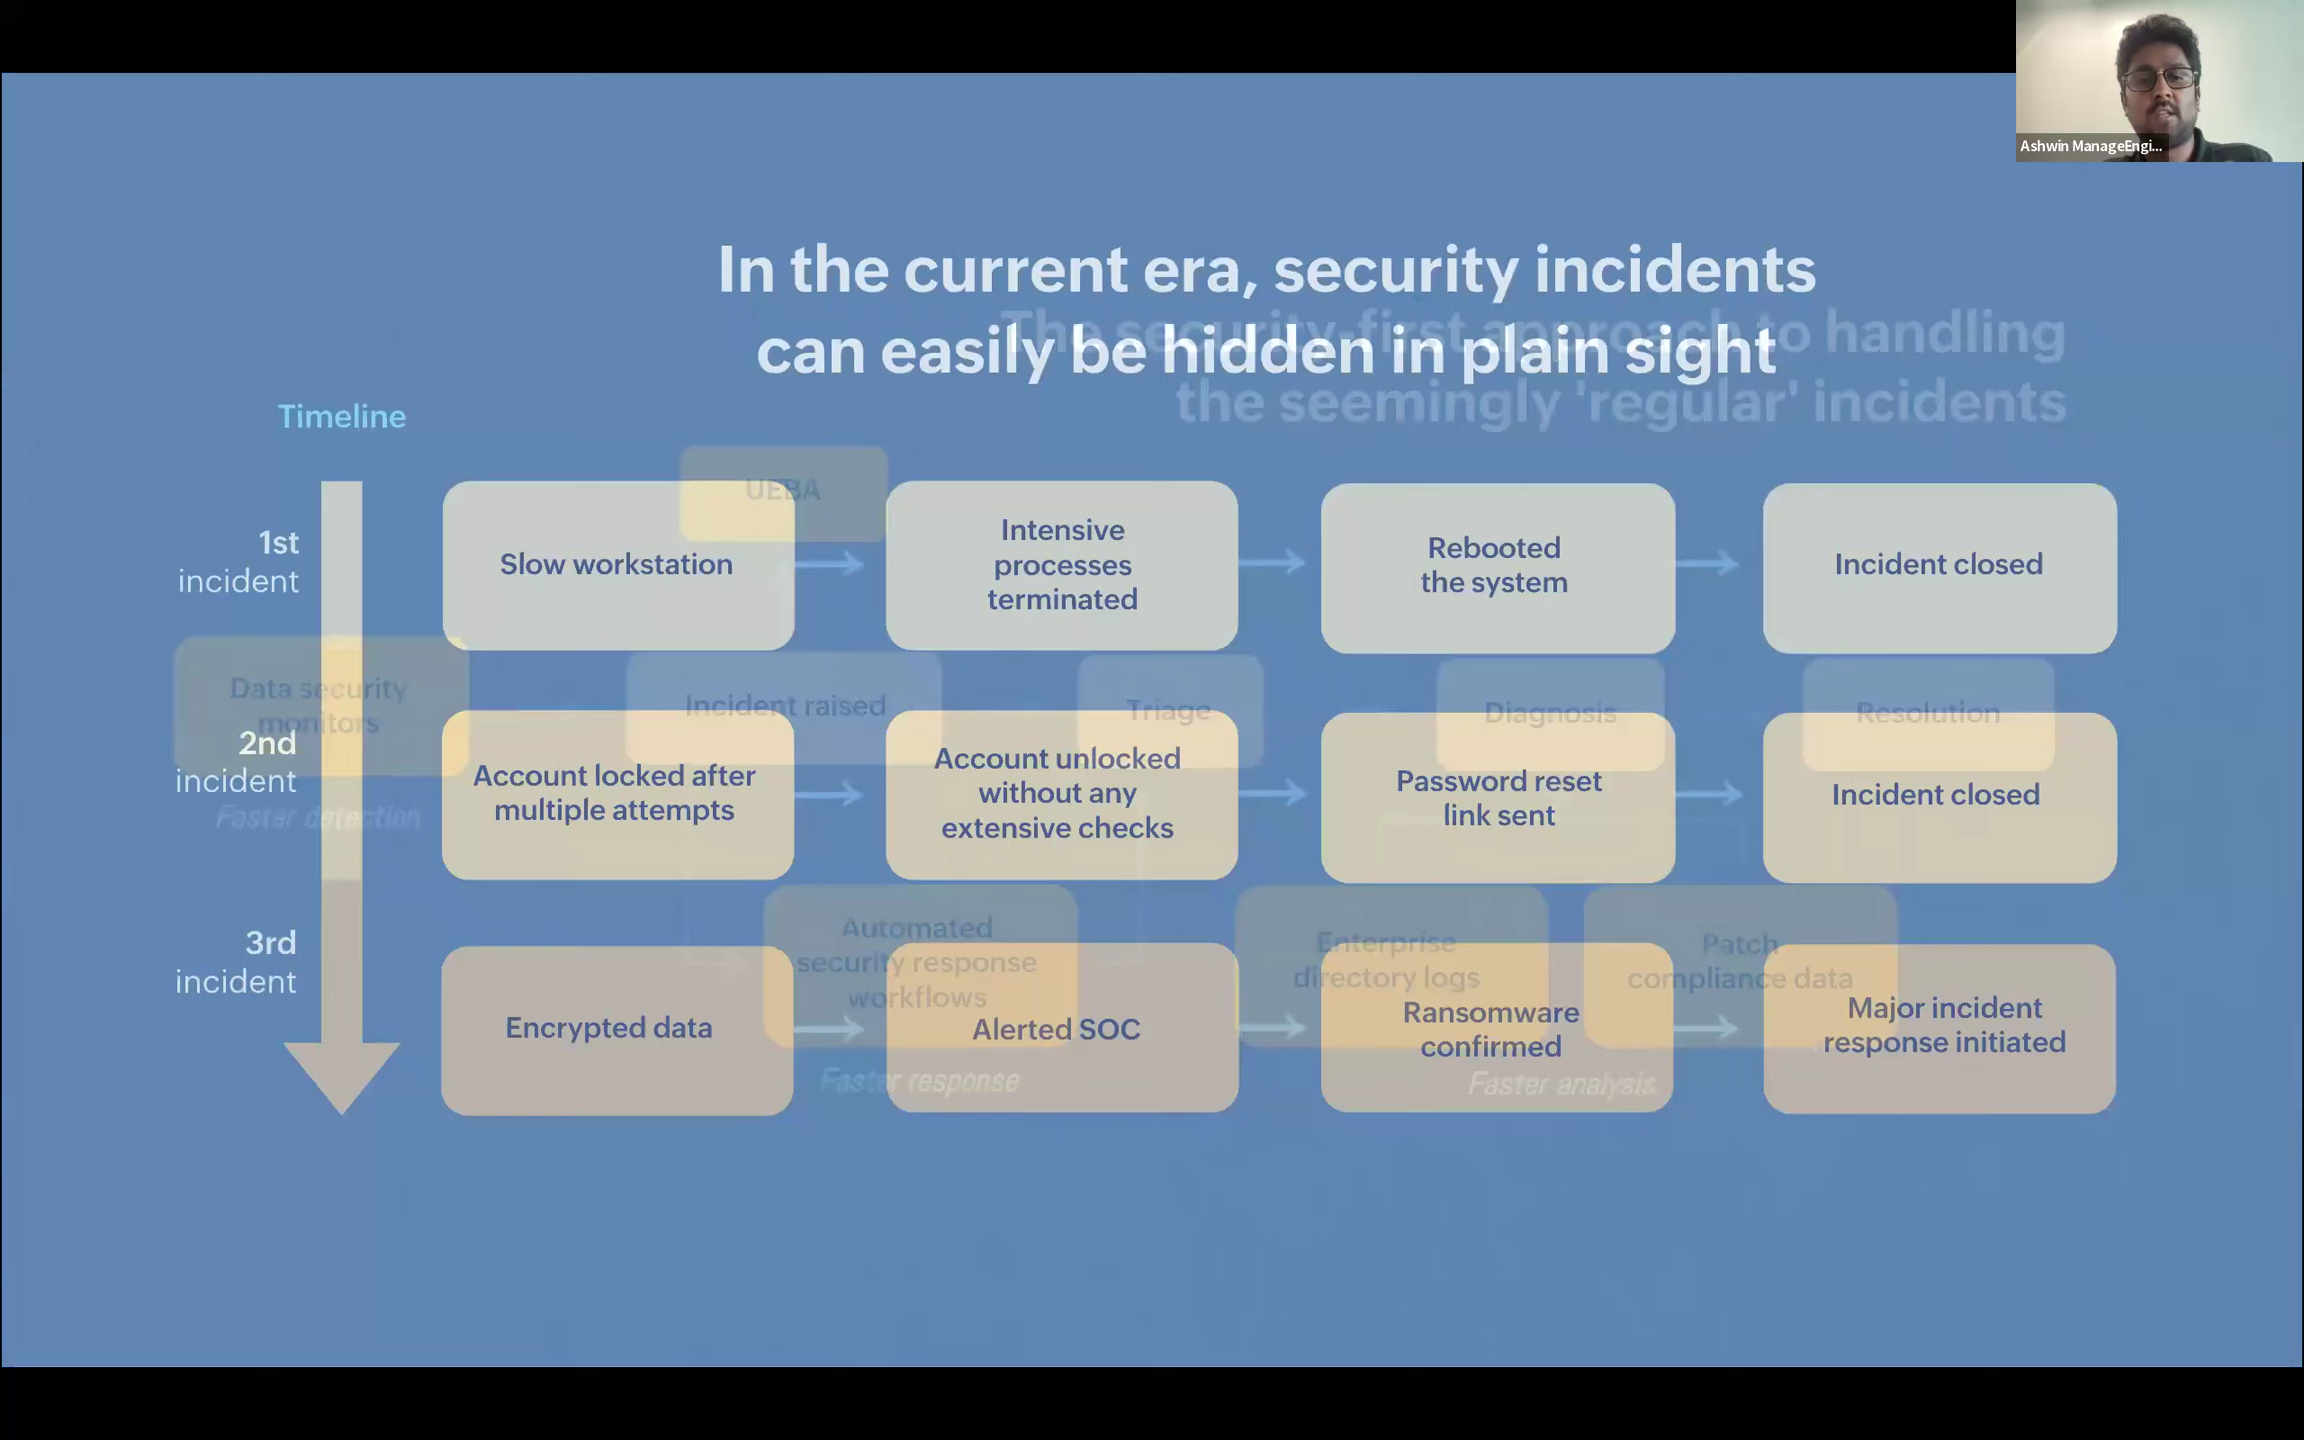 Ashwin ManageEngi...
In the current era, security incidents
can easily be hidden in plain sight
The security-first approach to handling
the seemingly 'regular' incidents
Timeline
1st
incident
Slow workstation
Intensive
processes
terminated
Rebooted
the system
Incident closed
2nd
incident
Account locked after
multiple attempts
Account unlocked
without any
extensive checks
Password reset
link sent
Incident closed
3rd
incident
Encrypted data
Alerted SOC
Ransomware
confirmed
Major incident
response initiated
UEBA
Data security
monitors
Faster detection
Incident raised
Triage
Diagnosis
Resolution
Automated
security response
workflows
Faster response
Enterprise
directory logs
Patch
compliance data
Faster analysis